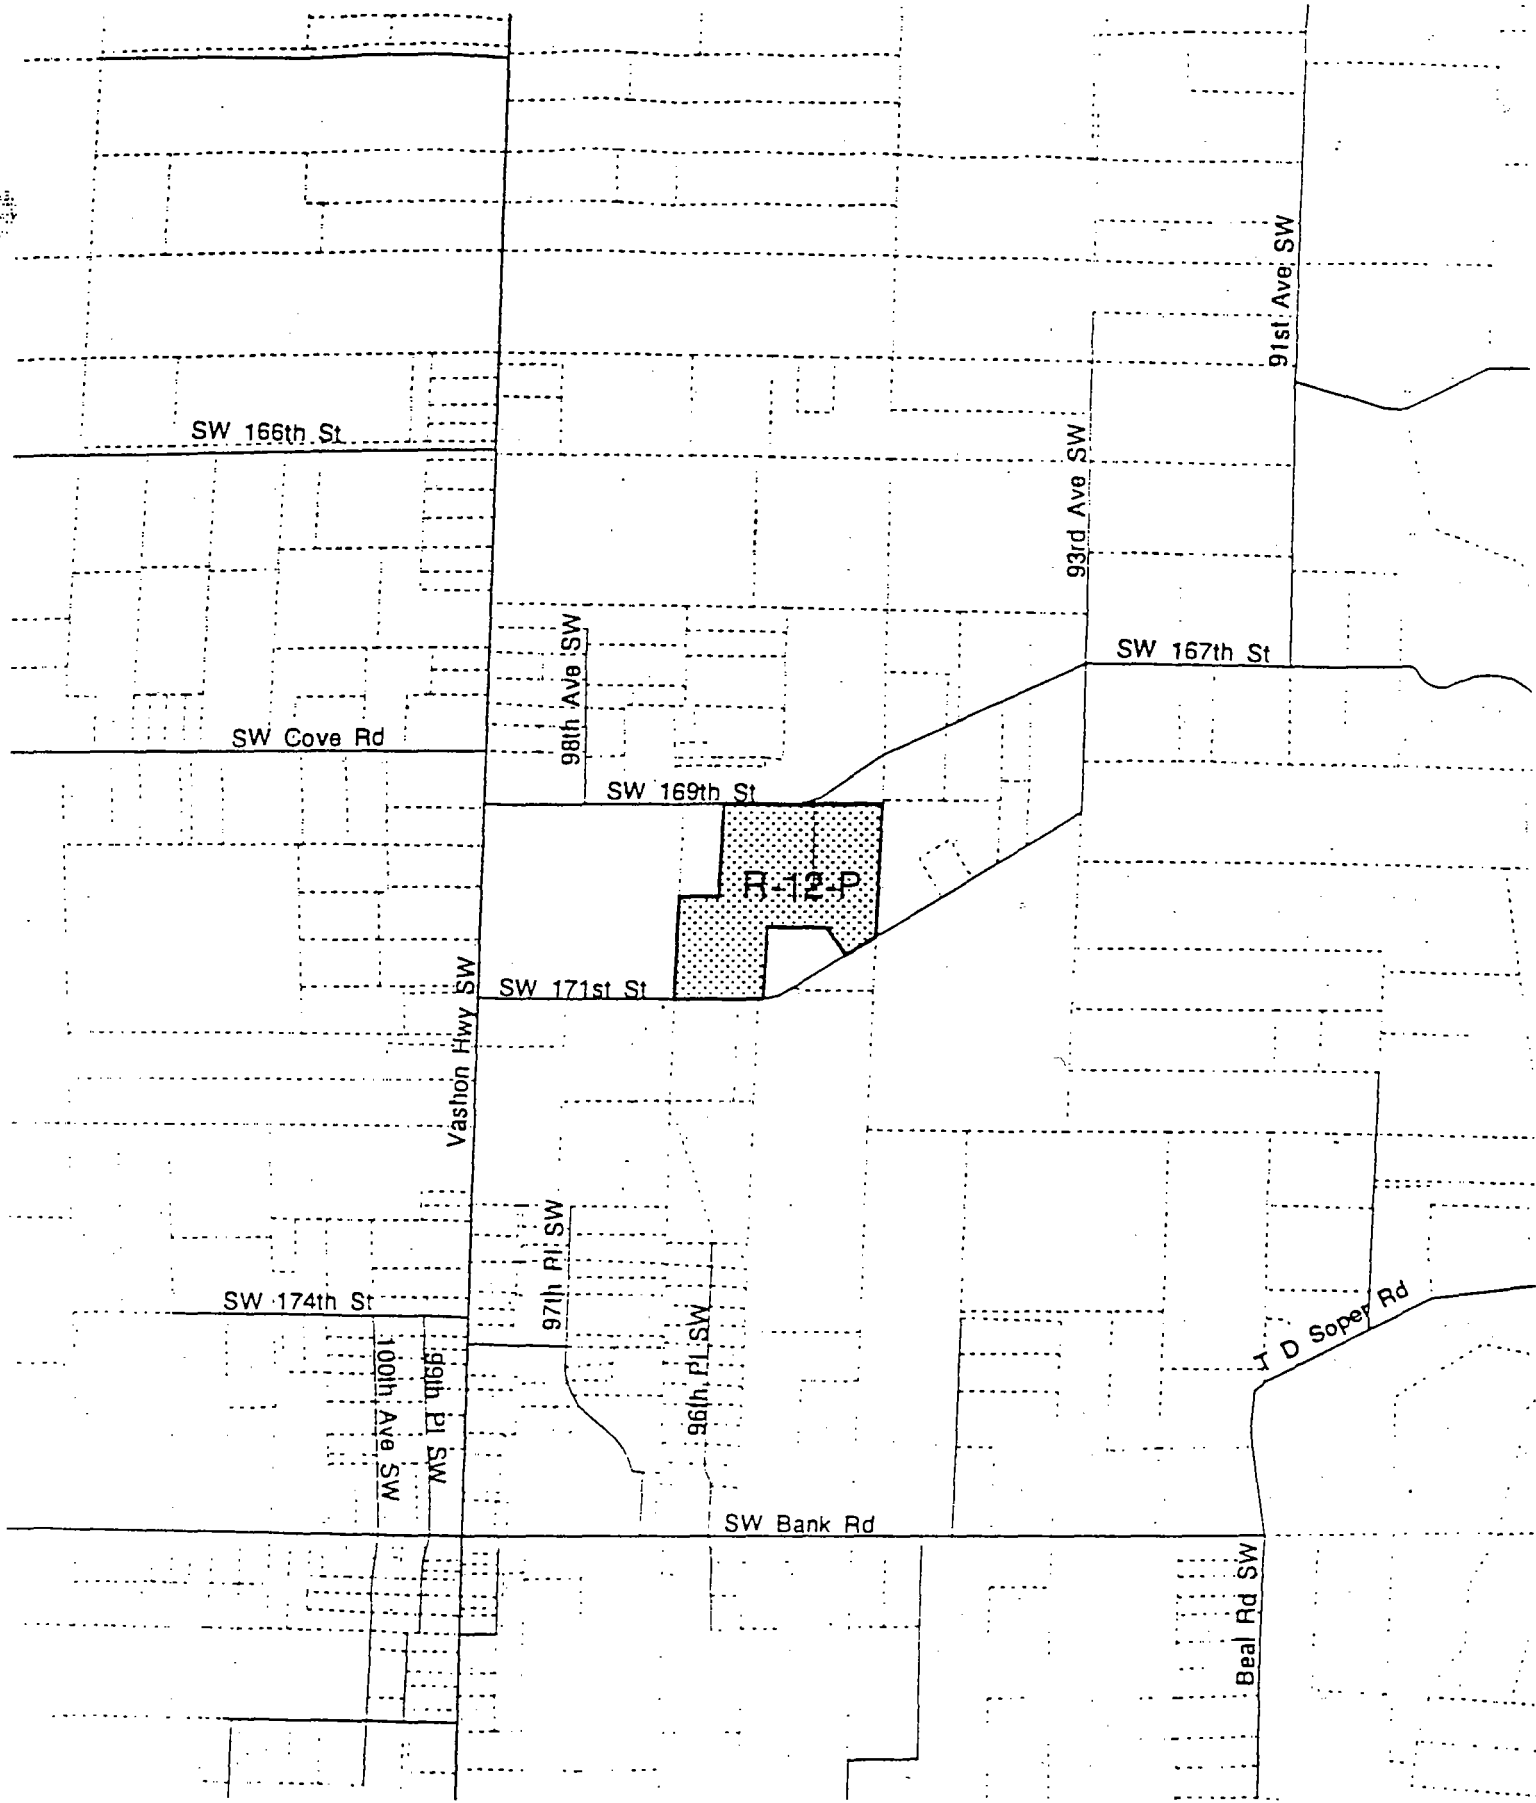 91st Ave SW
SW 166th St
93rd Ave SW
98th Ave SW
SW 167th St
SW Cove Rd
SW 169th St
R-12-P
Vashon Hwy SW
SW 171st St
97th Pl SW
SW 174th St
T D Soper Rd
96th Pl SW
100th Ave SW
99th Pl SW
SW Bank Rd
Beal Rd SW